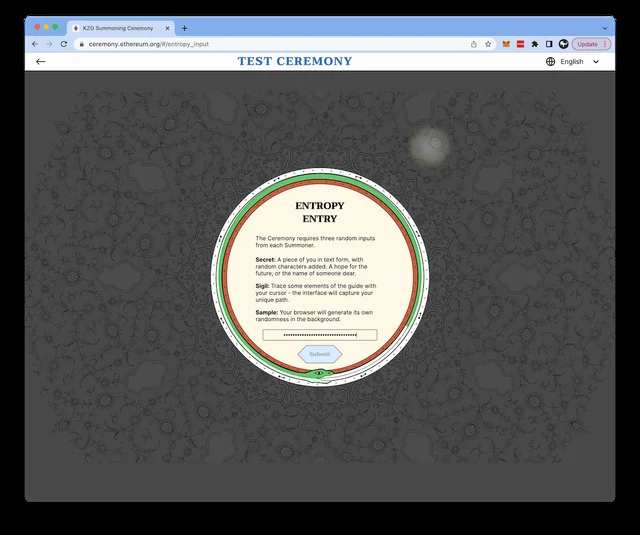 KZG Summoning Ceremony
ceremony.ethereum.org/#/entropy_input
Update
TEST CEREMONY
English
ENTROPY
ENTRY
The Ceremony requires three random inputs
from each Summoner.
Secret: A piece of you in text form, with
random characters added. A hope for the
future, or the name of someone dear.
Sigil: Trace some elements of the guide with
your cursor - the interface will capture your
unique path.
Sample: Your browser will generate its own
randomness in the background.
Submit